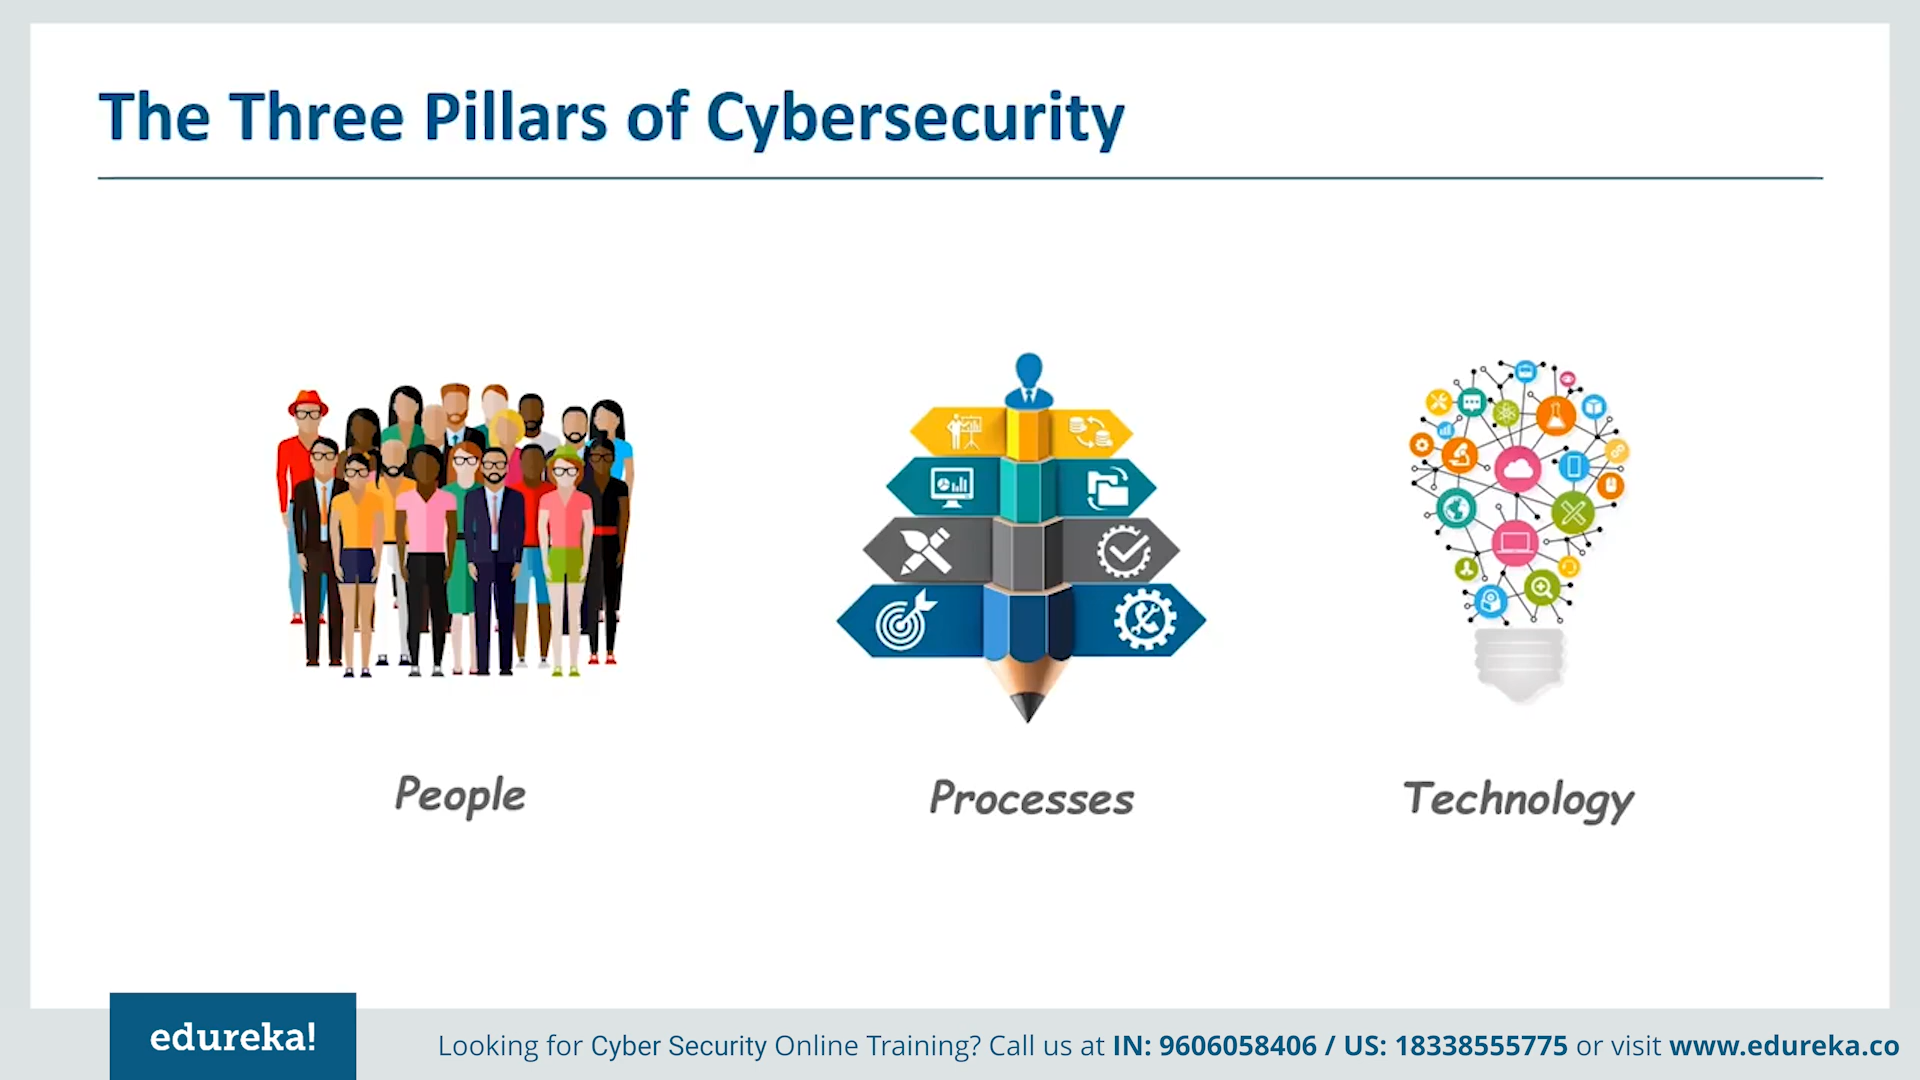 The Three Pillars of Cybersecurity
People
Processes
Technology
edureka!
Looking for Cyber Security Online Training? Call us at IN: 9606058406 / US: 18338555775 or visit www.edureka.co